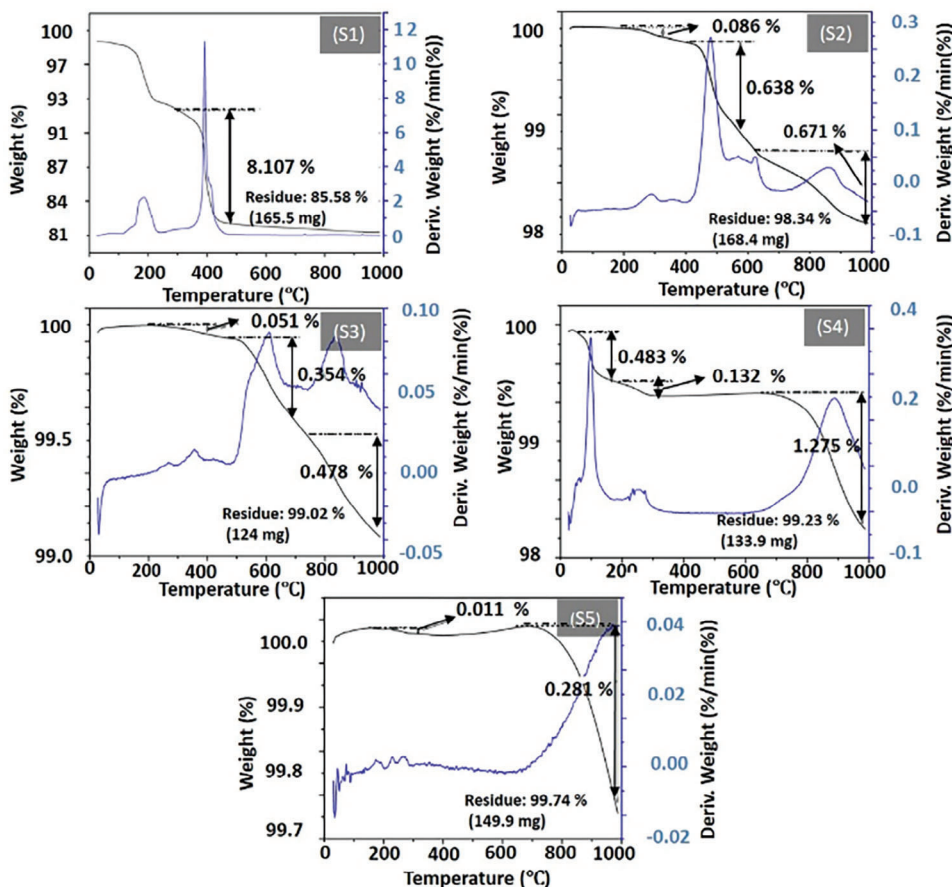 (S1)
100
97
93
91
87
84
81
Weight (%)
8.107 %
Residue: 85.58 %
(165.5 mg)
12
10
8
6
4
2
0
Deriv. Weight (%/min(%))
0 200 400 600 800 1000
Temperature (°C)
(S2)
100
99
98
Weight (%)
0.086 %
0.638 %
0.671 %
Residue: 98.34 %
(168.4 mg)
0.3
0.2
0.1
0.0
-0.1
Deriv. Weight (%/min(%))
0 200 400 600 800 1000
Temperature (°C)
(S3)
100
99.5
99.0
Weight (%)
0.051 %
0.354 %
0.478 %
Residue: 99.02 %
(124 mg)
0.10
0.05
0.00
-0.05
Deriv. Weight (%/min(%))
0 200 400 600 800 1000
Temperature (°C)
(S4)
100
99
98
Weight (%)
0.483 %
0.132 %
1.275 %
Residue: 99.23 %
(133.9 mg)
0.4
0.2
0.0
-0.1
Deriv. Weight (%/min(%))
0 20 400 600 800 1000
Temperature (°C)
(S5)
100.0
99.9
99.8
99.7
Weight (%)
0.011 %
0.281 %
Residue: 99.74 %
(149.9 mg)
0.04
0.02
0.00
-0.02
Deriv. Weight (%/min(%))
0 200 400 600 800 1000
Temperature (°C)